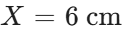 X = 6 cm